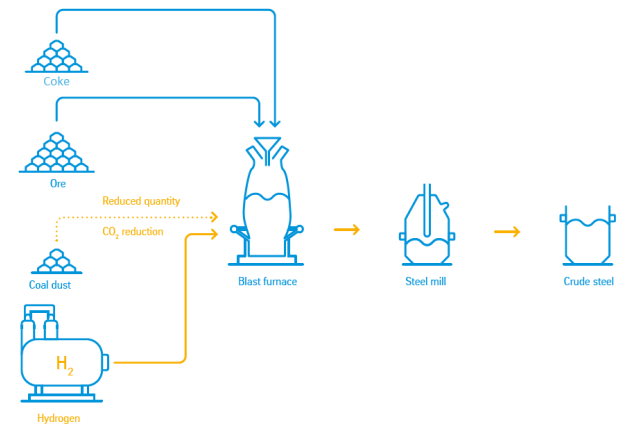 Coke
Ore
Reduced quantity
CO₂ reduction
Coal dust
Blast furnace
Steel mill
Crude steel
H₂
Hydrogen